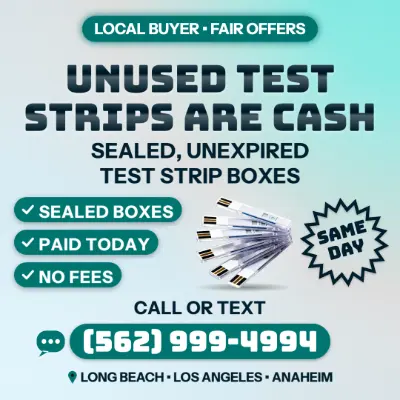 LOCAL BUYER • FAIR OFFERS
UNUSED TEST
STRIPS ARE CASH
SEALED, UNEXPIRED
TEST STRIP BOXES
SEALED BOXES
PAID TODAY
NO FEES
SAME
DAY
CALL OR TEXT
(562) 999-4994
LONG BEACH • LOS ANGELES • ANAHEIM